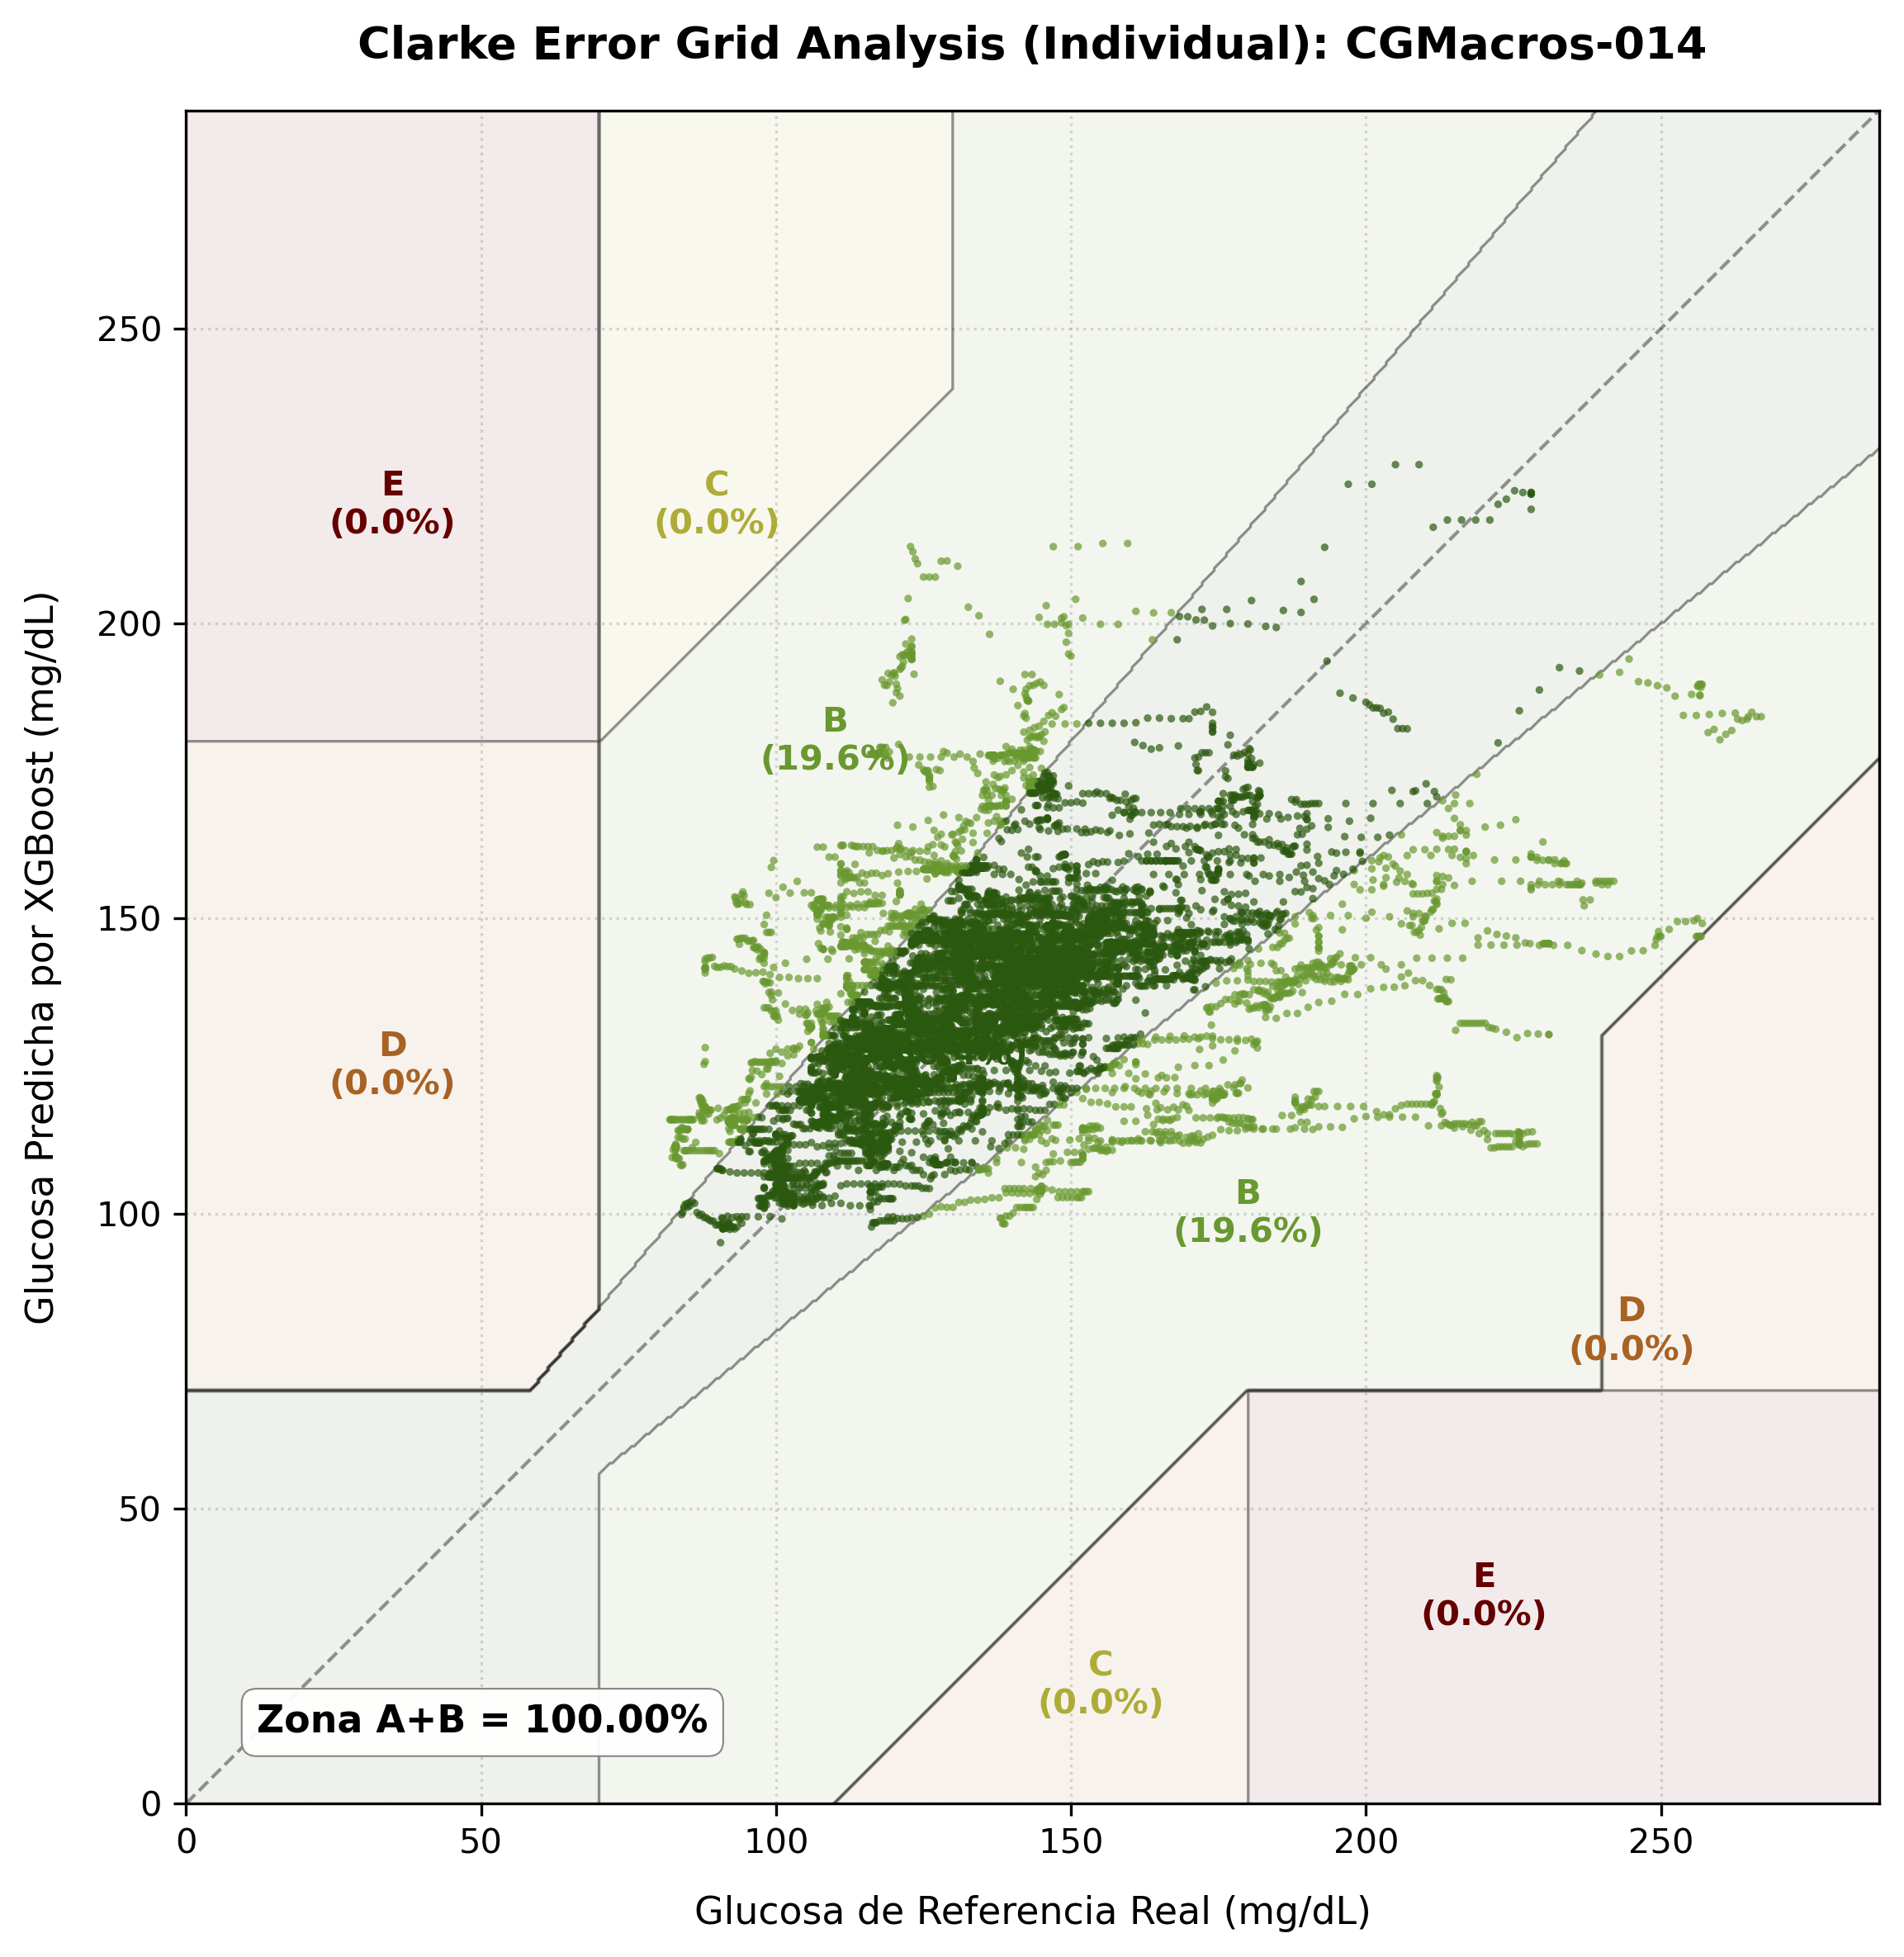 Clarke Error Grid Analysis (Individual): CGMacros-014
Glucosa Predicha por XGBoost (mg/dL)
250
200
150
100
50
0
E
(0.0%)
C
(0.0%)
B
(19.6%)
D
(0.0%)
B
(19.6%)
D
(0.0%)
E
(0.0%)
C
(0.0%)
Zona A+B = 100.00%
0
50
100
150
200
250
Glucosa de Referencia Real (mg/dL)